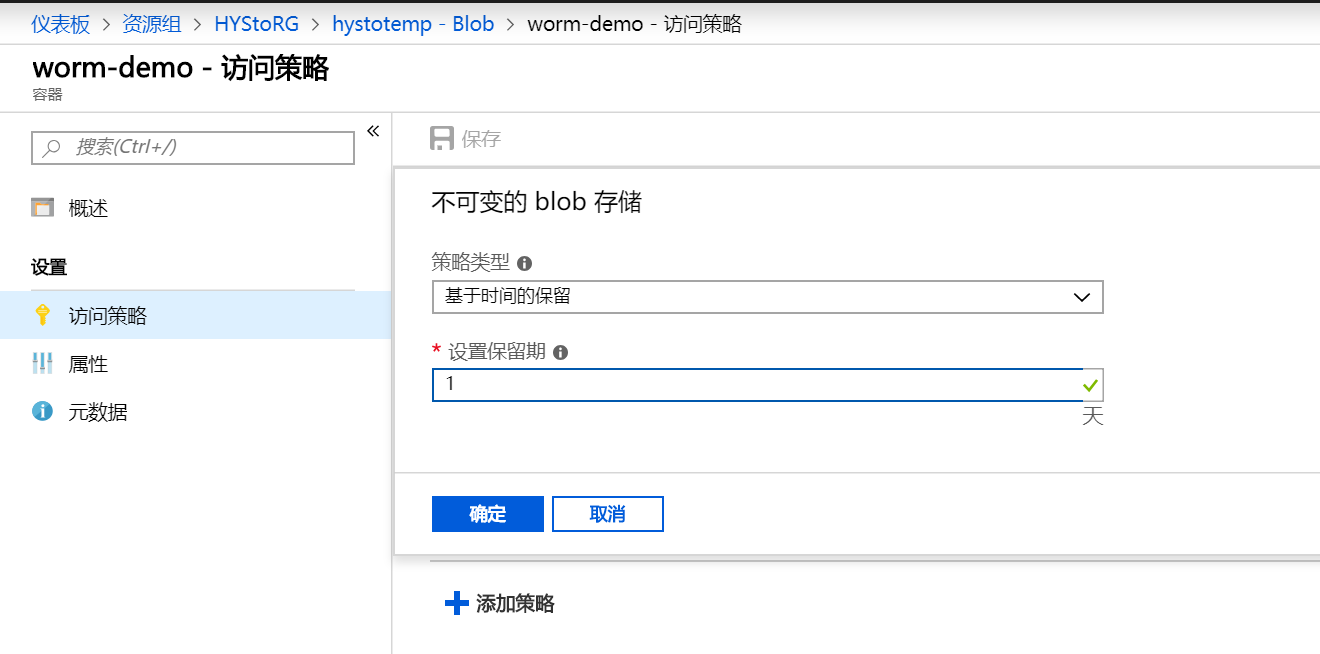 仪表板 > 资源组 > HYStoRG > hystotemp - Blob > worm-demo - 访问策略
worm-demo - 访问策略
容器
搜索(Ctrl+/)
«
概述
设置
访问策略
属性
元数据
保存
不可变的 blob 存储
策略类型
基于时间的保留
* 设置保留期
1
天
确定
取消
添加策略